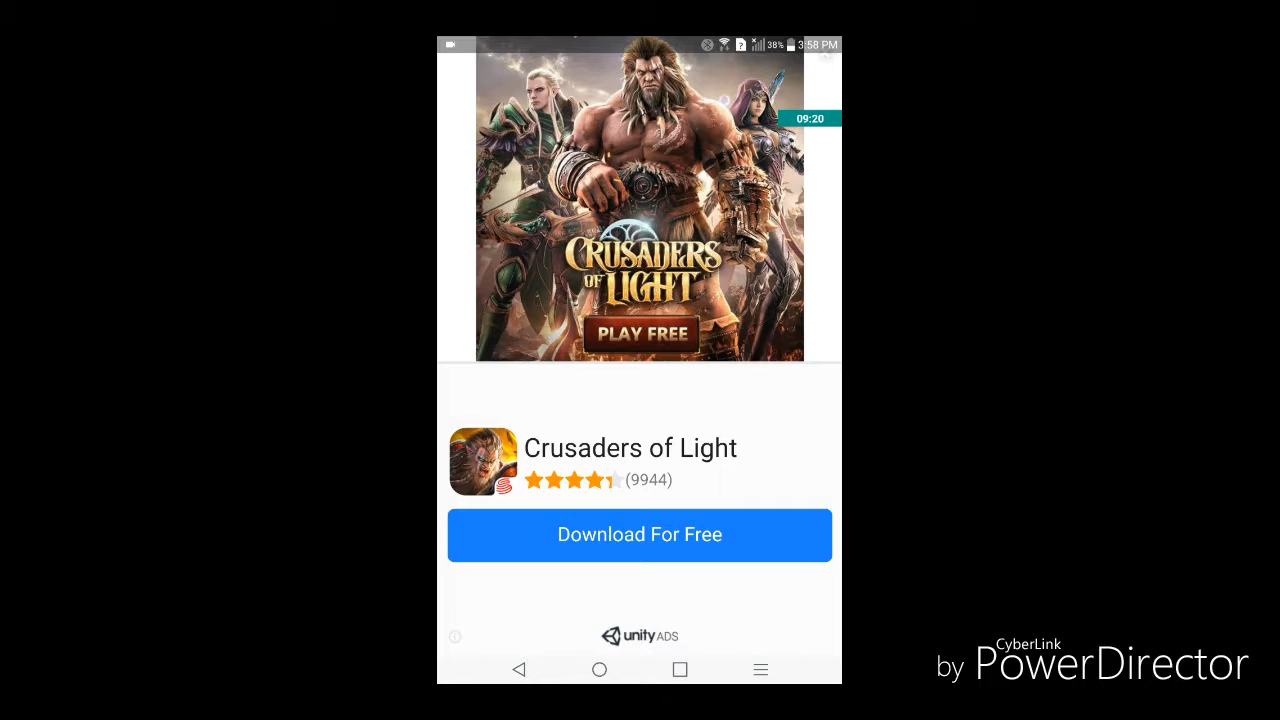 38% 3:58 PM
09:20
CRUSADERS
OF LIGHT
PLAY FREE
Crusaders of Light
(9944)
Download For Free
unity ADS
CyberLink
by PowerDirector